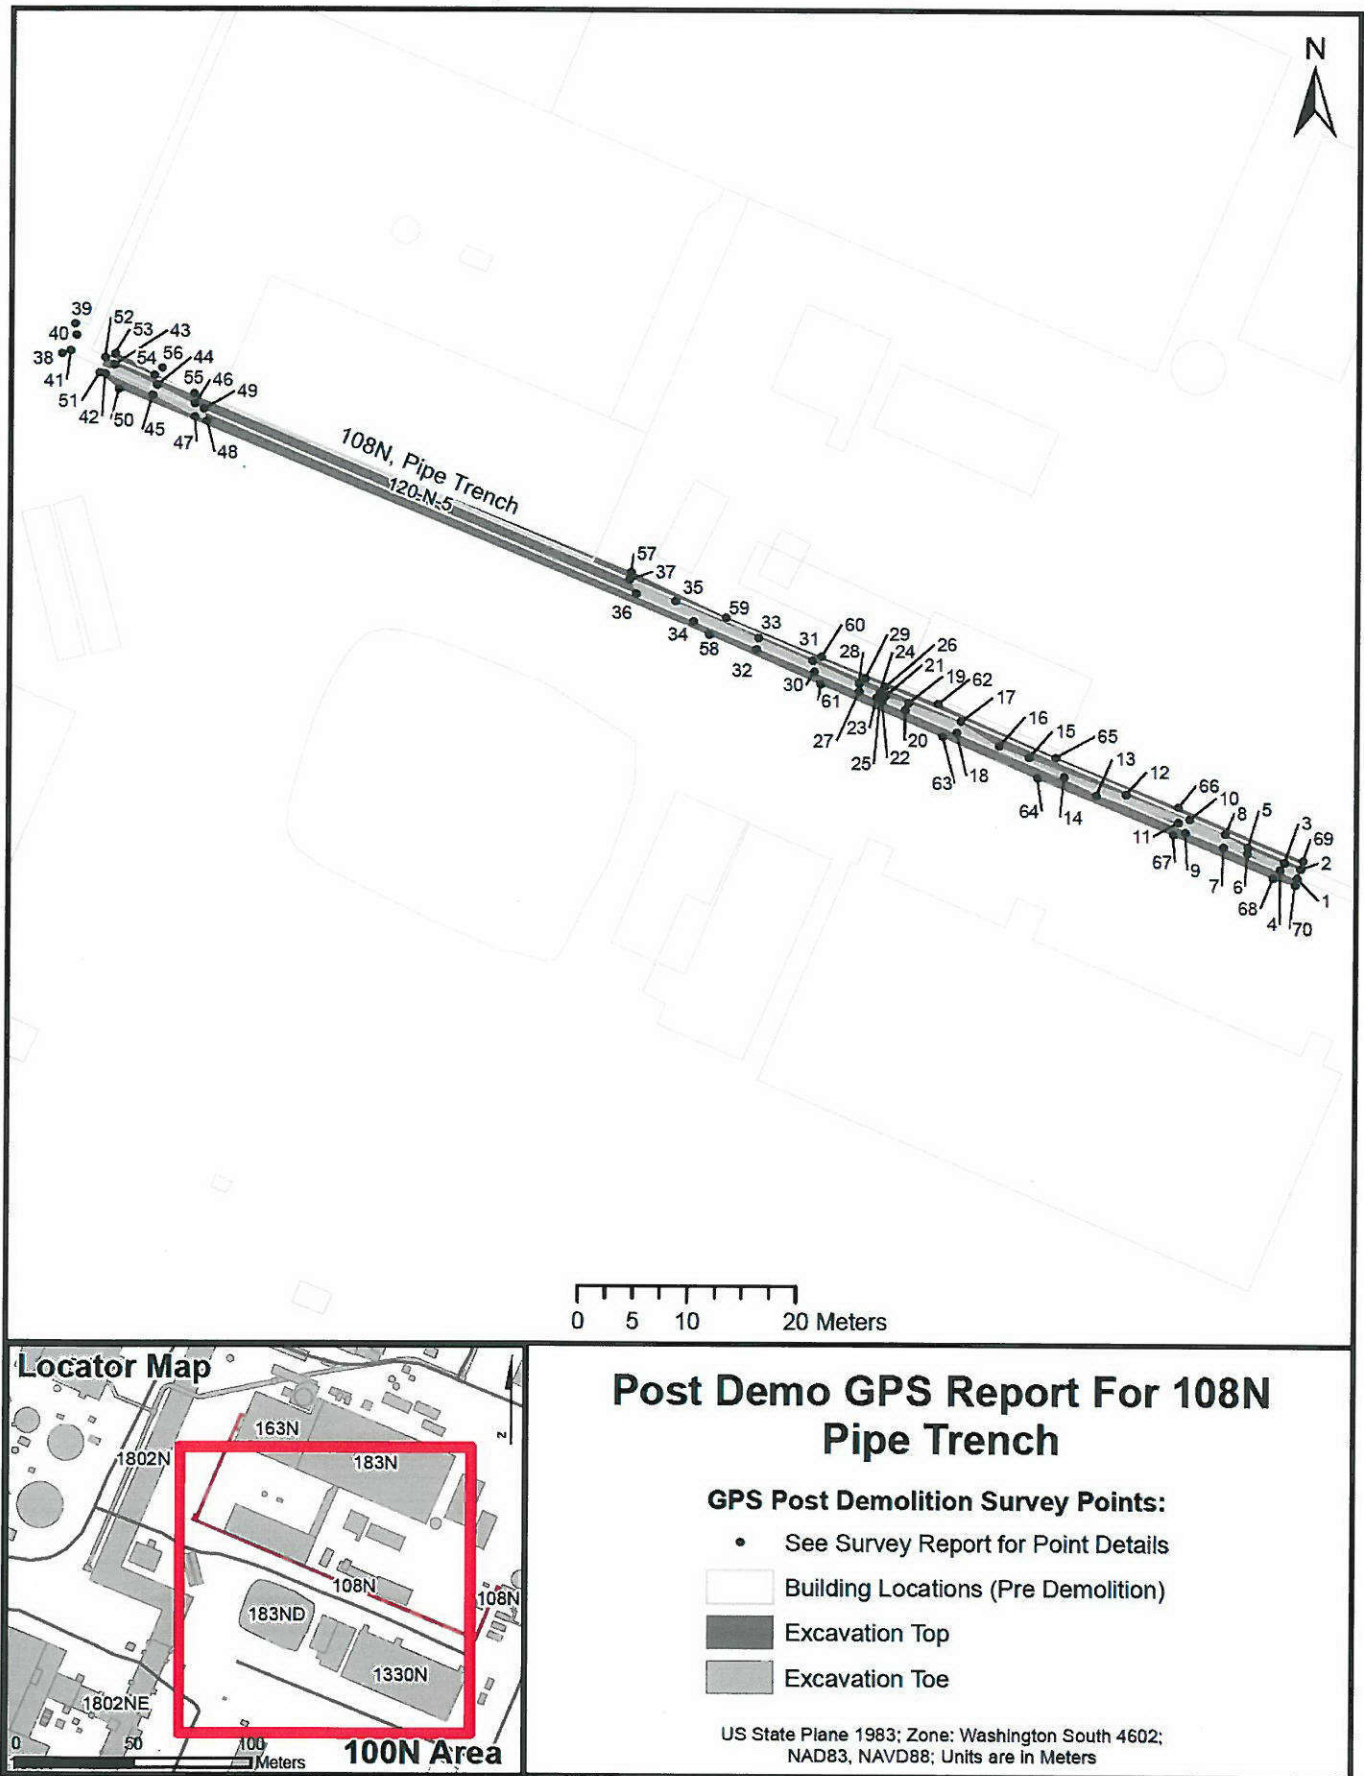 N
39
40
38
41
52
53
43
54
56
44
55
46
49
51
42
50
45
47
48
108N, Pipe Trench
120-N-5
57
37
35
36
59
33
34
58
32
31
60
28
29
24
26
21
19
62
30
61
27
23
25
22
20
63
18
17
16
15
65
64
14
13
12
66
10
8
5
3
69
2
11
67
9
7
6
68
4
70
1
0 5 10 20 Meters
Locator Map
163N
1802N
183N
108N
108N
183ND
1330N
1802NE
N
0 50 100
Meters
100N Area
Post Demo GPS Report For 108N
Pipe Trench
GPS Post Demolition Survey Points:
See Survey Report for Point Details
Building Locations (Pre Demolition)
Excavation Top
Excavation Toe
US State Plane 1983; Zone: Washington South 4602;
NAD83, NAVD88; Units are in Meters